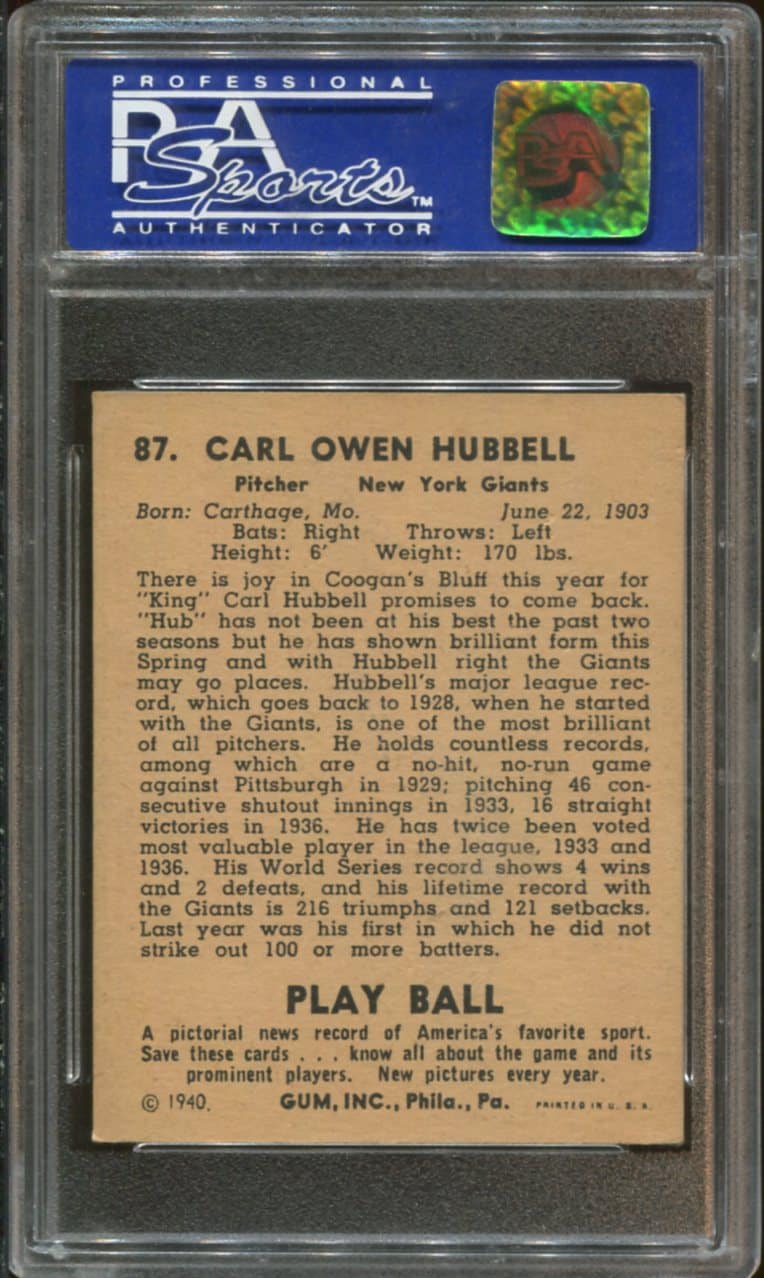 PROFESSIONAL
PSA
Sports™
AUTHENTICATOR
PSA
87. CARL OWEN HUBBELL
Pitcher New York Giants
Born: Carthage, Mo. June 22, 1903
Bats: Right Throws: Left
Height: 6' Weight: 170 lbs.
There is joy in Coogan's Bluff this year for
"King" Carl Hubbell promises to come back.
"Hub" has not been at his best the past two
seasons but he has shown brilliant form this
Spring and with Hubbell right the Giants
may go places. Hubbell's major league rec-
ord, which goes back to 1928, when he started
with the Giants, is one of the most brilliant
of all pitchers. He holds countless records,
among which are a no-hit, no-run game
against Pittsburgh in 1929; pitching 46 con-
secutive shutout innings in 1933, 16 straight
victories in 1936. He has twice been voted
most valuable player in the league, 1933 and
1936. His World Series record shows 4 wins
and 2 defeats, and his lifetime record with
the Giants is 216 triumphs and 121 setbacks.
Last year was his first in which he did not
strike out 100 or more batters.
PLAY BALL
A pictorial news record of America's favorite sport.
Save these cards . . . know all about the game and its
prominent players. New pictures every year.
© 1940. GUM, INC., Phila., Pa. PRINTED IN U. S. A.